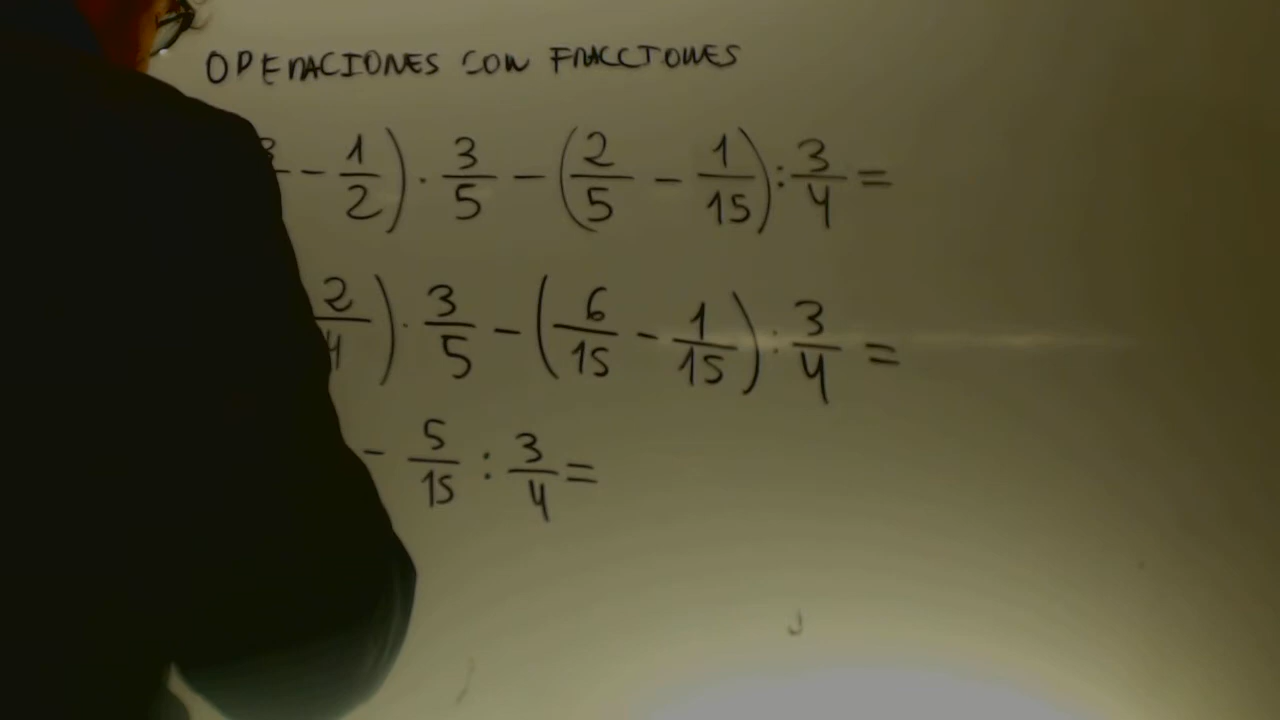 OPERACIONES CON FRACCIONES
- 1/2) · 3/5 - (2/5 - 1/15) : 3/4 =
2/4) · 3/5 - (6/15 - 1/15) : 3/4 =
- 5/15 : 3/4 =